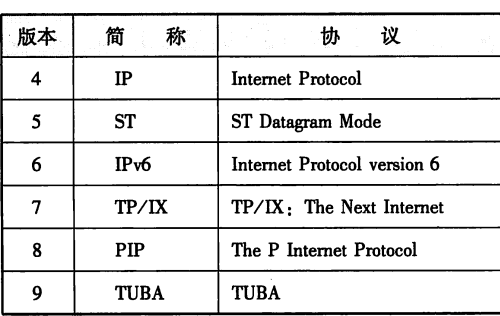 版本 简 称 协 议
4 IP Internet Protocol
5 ST ST Datagram Mode
6 IPv6 Internet Protocol version 6
7 TP/IX TP/IX：The Next Internet
8 PIP The P Internet Protocol
9 TUBA TUBA